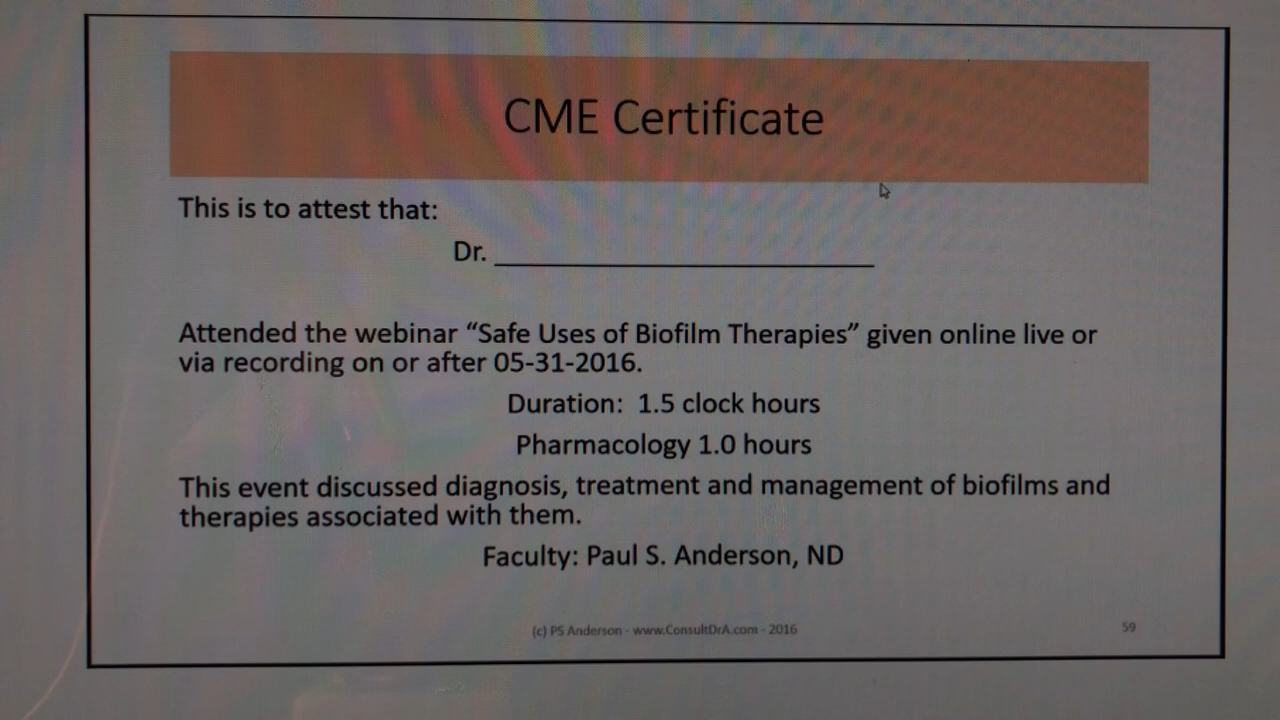 CME Certificate
This is to attest that:
Dr. ___________________________
Attended the webinar “Safe Uses of Biofilm Therapies” given online live or
via recording on or after 05-31-2016.
Duration:  1.5 clock hours
Pharmacology 1.0 hours
This event discussed diagnosis, treatment and management of biofilms and
therapies associated with them.
Faculty: Paul S. Anderson, ND
(c) PS Anderson - www.ConsultDrA.com - 2016
59